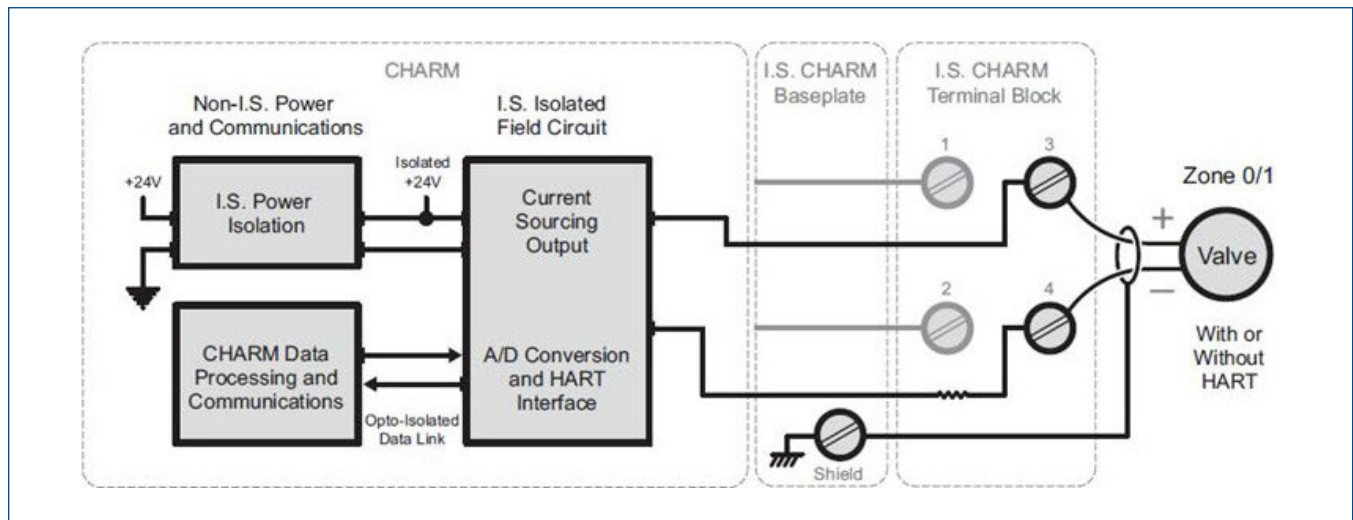 CHARM
I.S. CHARM
Baseplate
I.S. CHARM
Terminal Block
Non-I.S. Power
and Communications
I.S. Isolated
Field Circuit
+24V
I.S. Power
Isolation
Isolated
+24V
Current
Sourcing
Output
1
3
Zone 0/1
+
Valve
−
2
4
With or
Without
HART
CHARM Data
Processing and
Communications
A/D Conversion
and HART
Interface
Opto-Isolated
Data Link
Shield